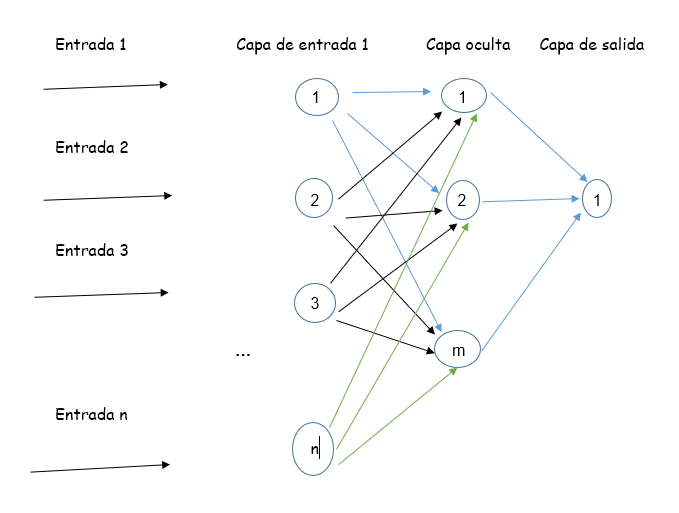 Entrada 1
Capa de entrada 1
Capa oculta
Capa de salida
1
1
Entrada 2
2
2
1
Entrada 3
3
...
m
Entrada n
n